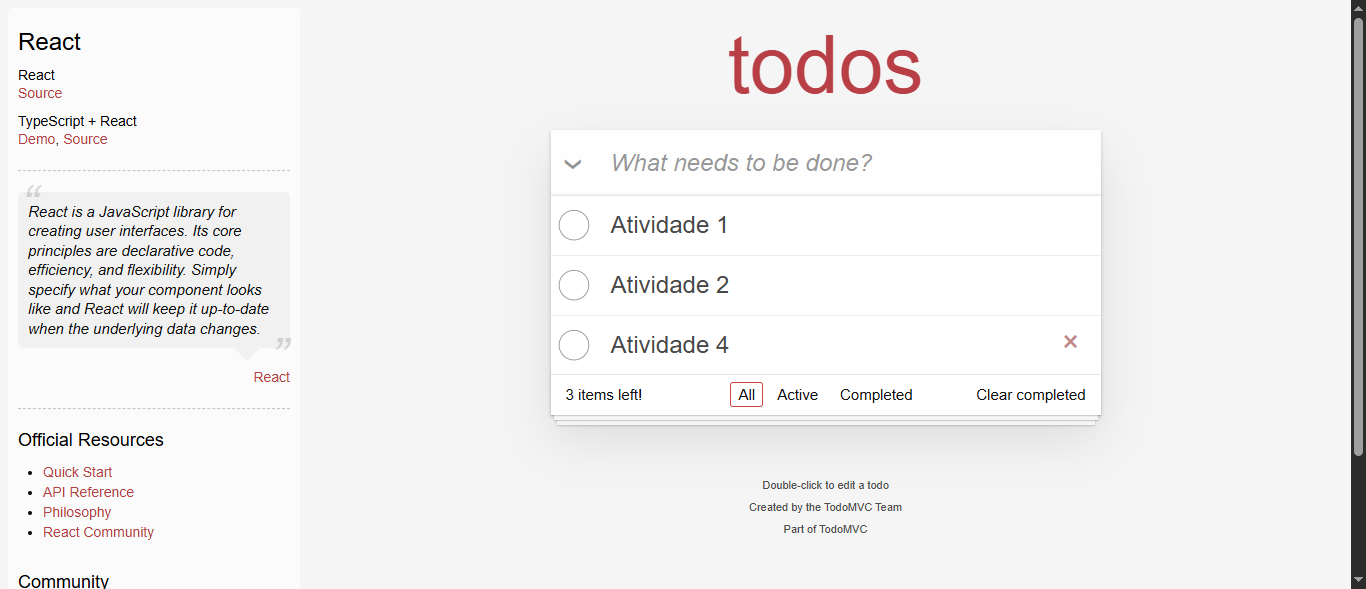 React
React
Source
TypeScript + React
Demo, Source
“
React is a JavaScript library for
creating user interfaces. Its core
principles are declarative code,
efficiency, and flexibility. Simply
specify what your component looks
like and React will keep it up-to-date
when the underlying data changes.
”
React
Official Resources
Quick Start
API Reference
Philosophy
React Community
Community
todos
What needs to be done?
Atividade 1
Atividade 2
Atividade 4 ×
3 items left! All Active Completed Clear completed
Double-click to edit a todo
Created by the TodoMVC Team
Part of TodoMVC